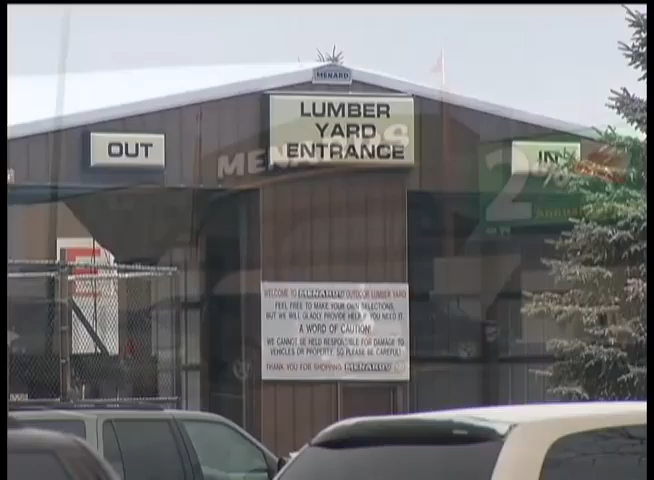 MENARD
LUMBER
YARD
ENTRANCE
OUT
IN
MENARDS
2%
WELCOME TO MENARDS OUTDOOR LUMBER YARD
FEEL FREE TO MAKE YOUR OWN SELECTIONS,
BUT WE WILL GLADLY PROVIDE HELP IF YOU NEED IT.
A WORD OF CAUTION!
WE CANNOT BE HELD RESPONSIBLE FOR DAMAGE TO
VEHICLES OR PROPERTY, SO PLEASE BE CAREFUL!
THANK YOU FOR SHOPPING MENARDS